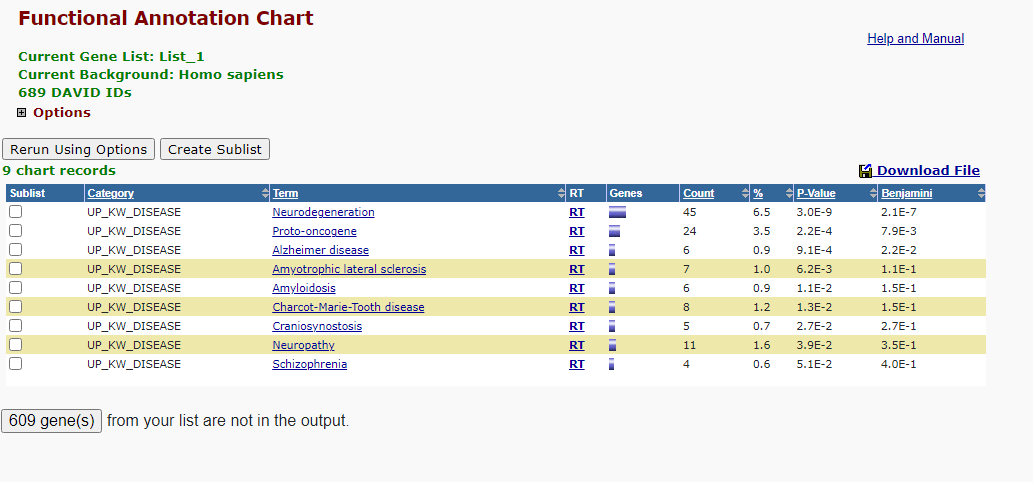 Functional Annotation Chart
Help and Manual
Current Gene List: List_1
Current Background: Homo sapiens
689 DAVID IDs
Options
Rerun Using Options Create Sublist
9 chart records Download File
Sublist Category Term RT Genes Count % P-Value Benjamini
UP_KW_DISEASE Neurodegeneration RT 45 6.5 3.0E-9 2.1E-7
UP_KW_DISEASE Proto-oncogene RT 24 3.5 2.2E-4 7.9E-3
UP_KW_DISEASE Alzheimer disease RT 6 0.9 9.1E-4 2.2E-2
UP_KW_DISEASE Amyotrophic lateral sclerosis RT 7 1.0 6.2E-3 1.1E-1
UP_KW_DISEASE Amyloidosis RT 6 0.9 1.1E-2 1.5E-1
UP_KW_DISEASE Charcot-Marie-Tooth disease RT 8 1.2 1.3E-2 1.5E-1
UP_KW_DISEASE Craniosynostosis RT 5 0.7 2.7E-2 2.7E-1
UP_KW_DISEASE Neuropathy RT 11 1.6 3.9E-2 3.5E-1
UP_KW_DISEASE Schizophrenia RT 4 0.6 5.1E-2 4.0E-1
609 gene(s) from your list are not in the output.